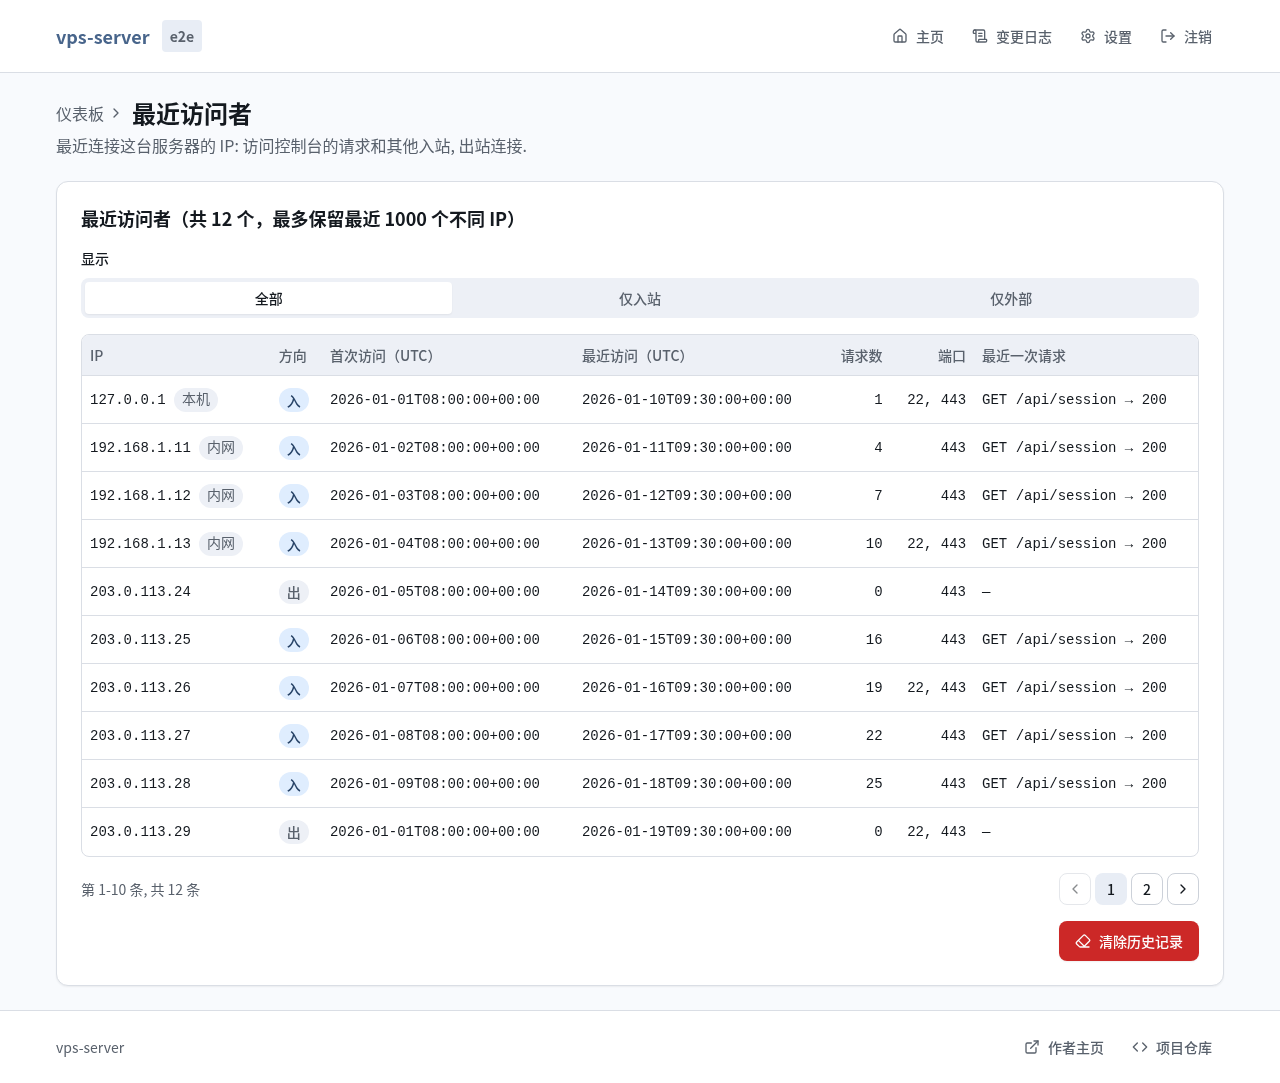 vps-server e2e 主页 变更日志 设置 注销
仪表板 最近访问者
最近连接这台服务器的 IP: 访问控制台的请求和其他入站, 出站连接.
最近访问者（共 12 个，最多保留最近 1000 个不同 IP）
显示
全部 仅入站 仅外部
IP 方向 首次访问（UTC） 最近访问（UTC） 请求数 端口 最近一次请求
127.0.0.1 本机 入 2026-01-01T08:00:00+00:00 2026-01-10T09:30:00+00:00 1 22, 443 GET /api/session → 200
192.168.1.11 内网 入 2026-01-02T08:00:00+00:00 2026-01-11T09:30:00+00:00 4 443 GET /api/session → 200
192.168.1.12 内网 入 2026-01-03T08:00:00+00:00 2026-01-12T09:30:00+00:00 7 443 GET /api/session → 200
192.168.1.13 内网 入 2026-01-04T08:00:00+00:00 2026-01-13T09:30:00+00:00 10 22, 443 GET /api/session → 200
203.0.113.24 出 2026-01-05T08:00:00+00:00 2026-01-14T09:30:00+00:00 0 443 —
203.0.113.25 入 2026-01-06T08:00:00+00:00 2026-01-15T09:30:00+00:00 16 443 GET /api/session → 200
203.0.113.26 入 2026-01-07T08:00:00+00:00 2026-01-16T09:30:00+00:00 19 22, 443 GET /api/session → 200
203.0.113.27 入 2026-01-08T08:00:00+00:00 2026-01-17T09:30:00+00:00 22 443 GET /api/session → 200
203.0.113.28 入 2026-01-09T08:00:00+00:00 2026-01-18T09:30:00+00:00 25 443 GET /api/session → 200
203.0.113.29 出 2026-01-01T08:00:00+00:00 2026-01-19T09:30:00+00:00 0 22, 443 —
第 1-10 条, 共 12 条 1 2
清除历史记录
vps-server 作者主页 项目仓库